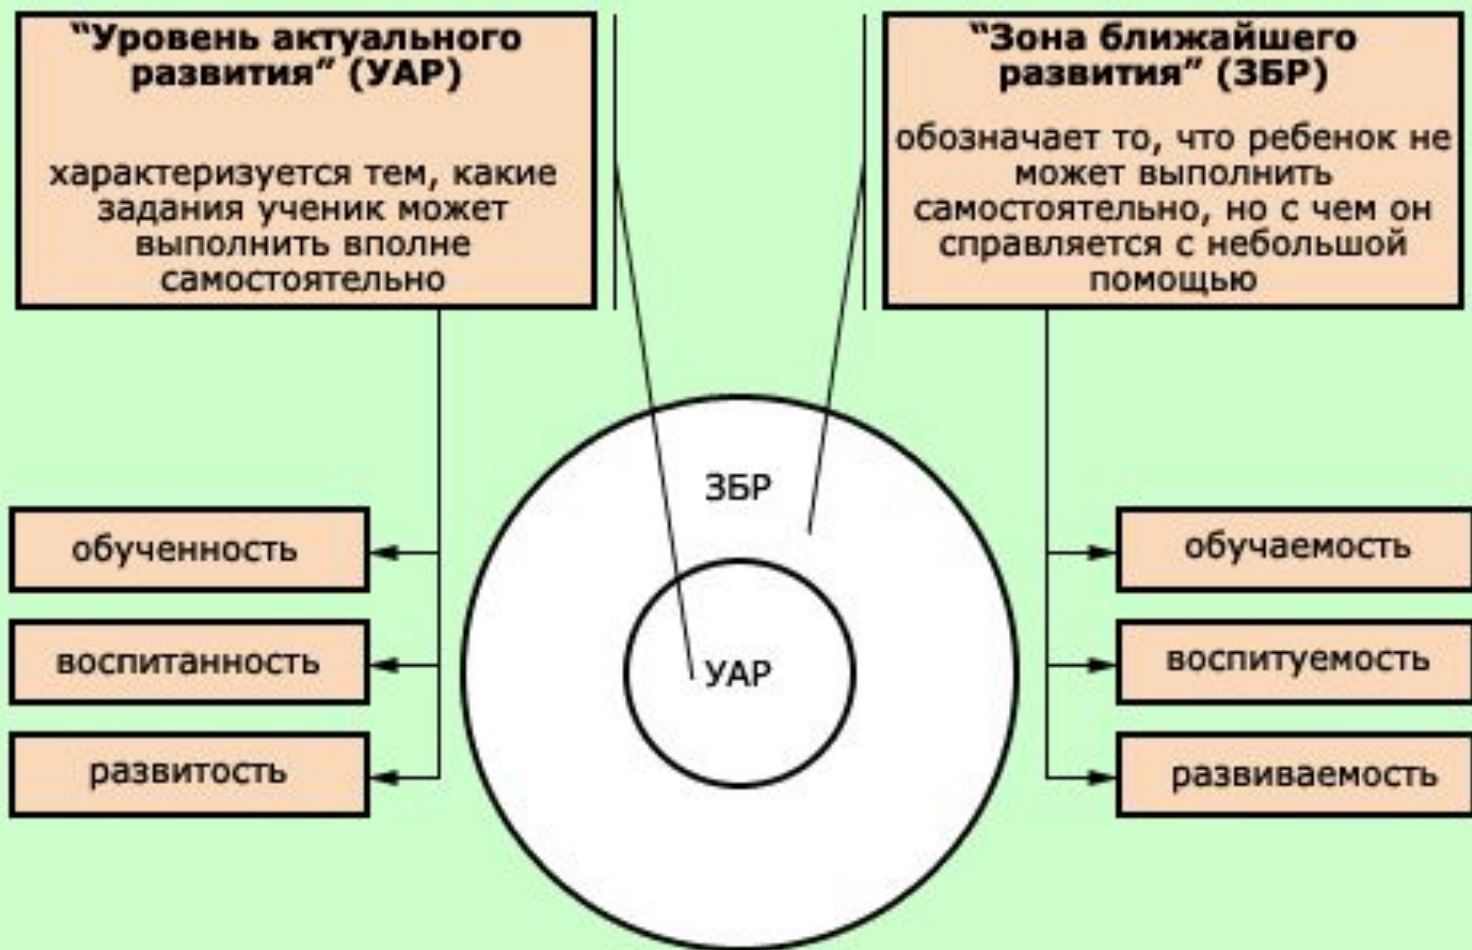 “Уровень актуального
развития” (УАР)
характеризуется тем, какие
задания ученик может
выполнить вполне
самостоятельно
“Зона ближайшего
развития” (ЗБР)
обозначает то, что ребенок не
может выполнить
самостоятельно, но с чем он
справляется с небольшой
помощью
обученность
воспитанность
развитость
ЗБР
УАР
обучаемость
воспитуемость
развиваемость